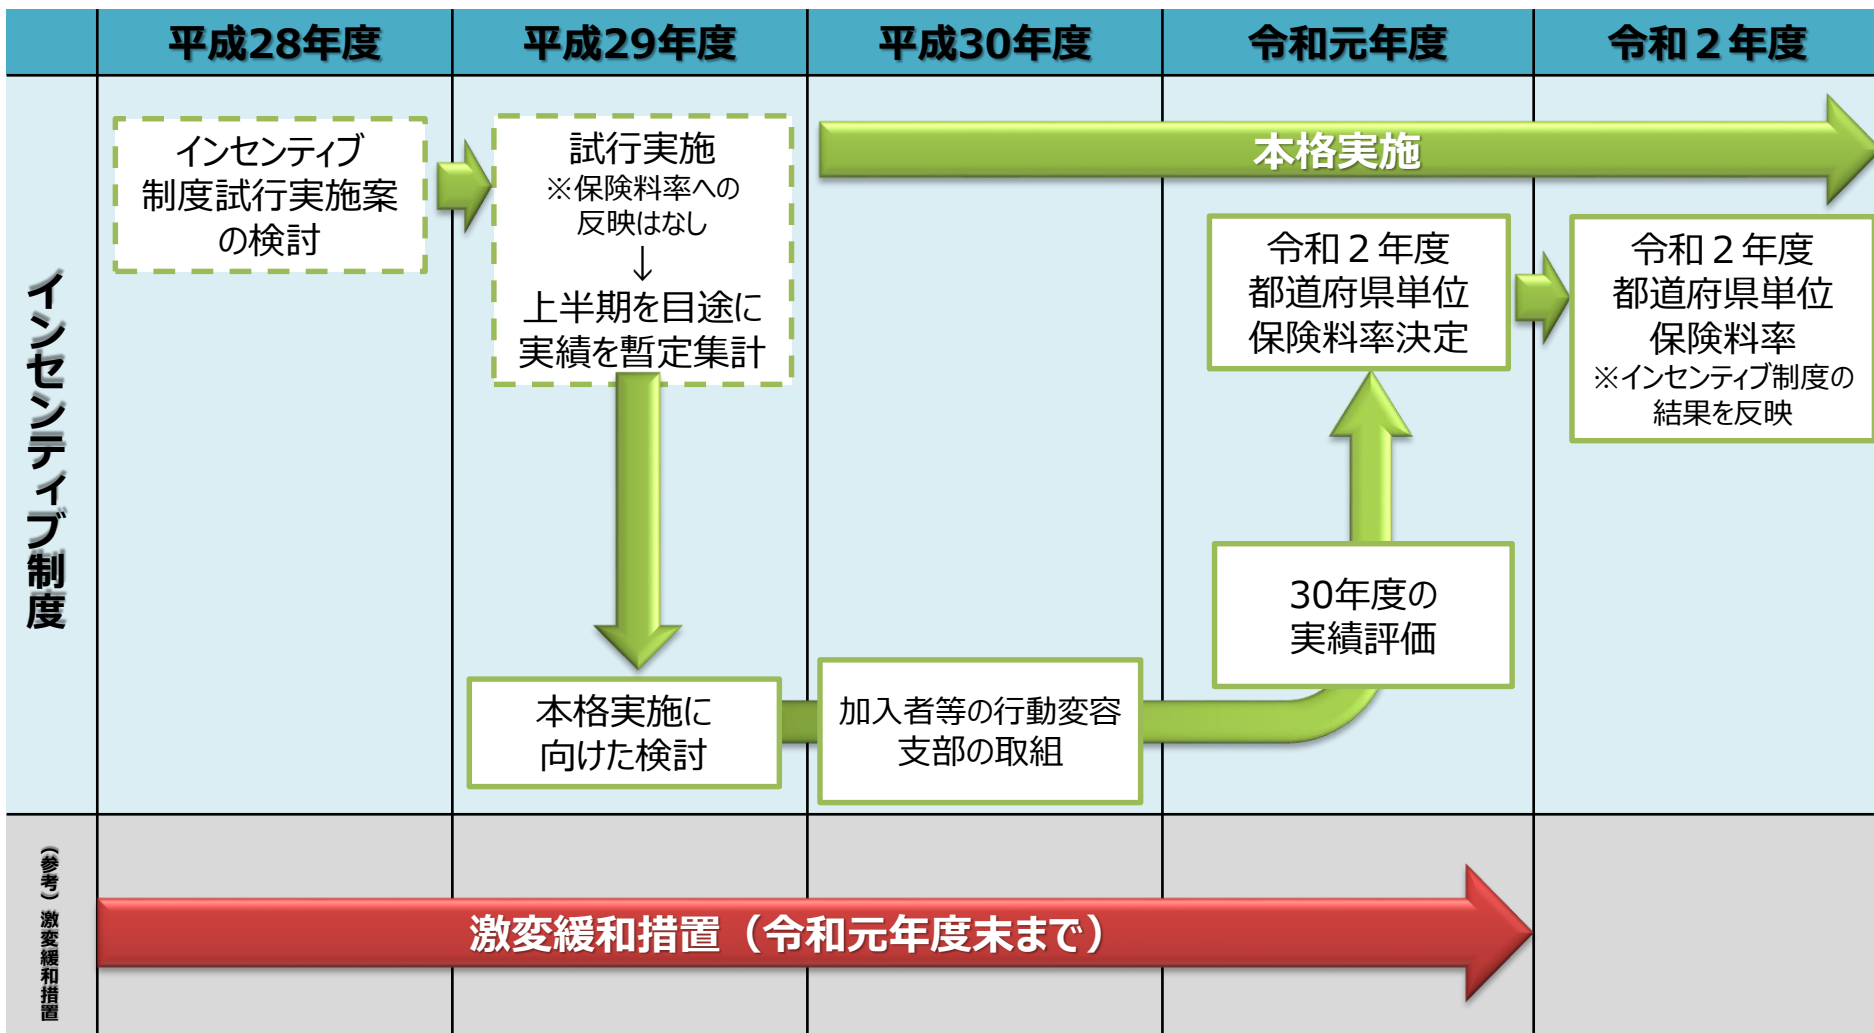 平成28年度
平成29年度
平成30年度
令和元年度
令和２年度
インセンティブ制度
インセンティブ
制度試行実施案
の検討
試行実施
※保険料率への
反映はなし
↓
上半期を目途に
実績を暫定集計
本格実施
令和２年度
都道府県単位
保険料率決定
令和２年度
都道府県単位
保険料率
※インセンティブ制度の
結果を反映
30年度の
実績評価
本格実施に
向けた検討
加入者等の行動変容
支部の取組
（参考）激変緩和措置
激変緩和措置（令和元年度末まで）